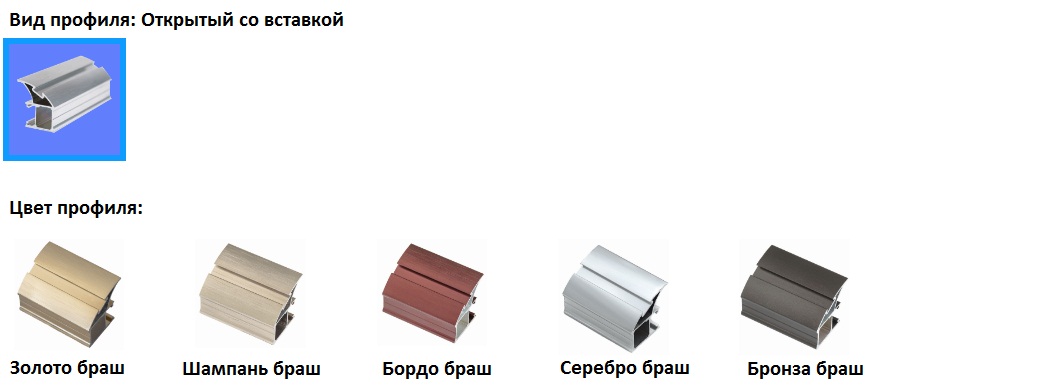 Вид профиля: Открытый со вставкой
Цвет профиля:
Золото браш
Шампань браш
Бордо браш
Серебро браш
Бронза браш